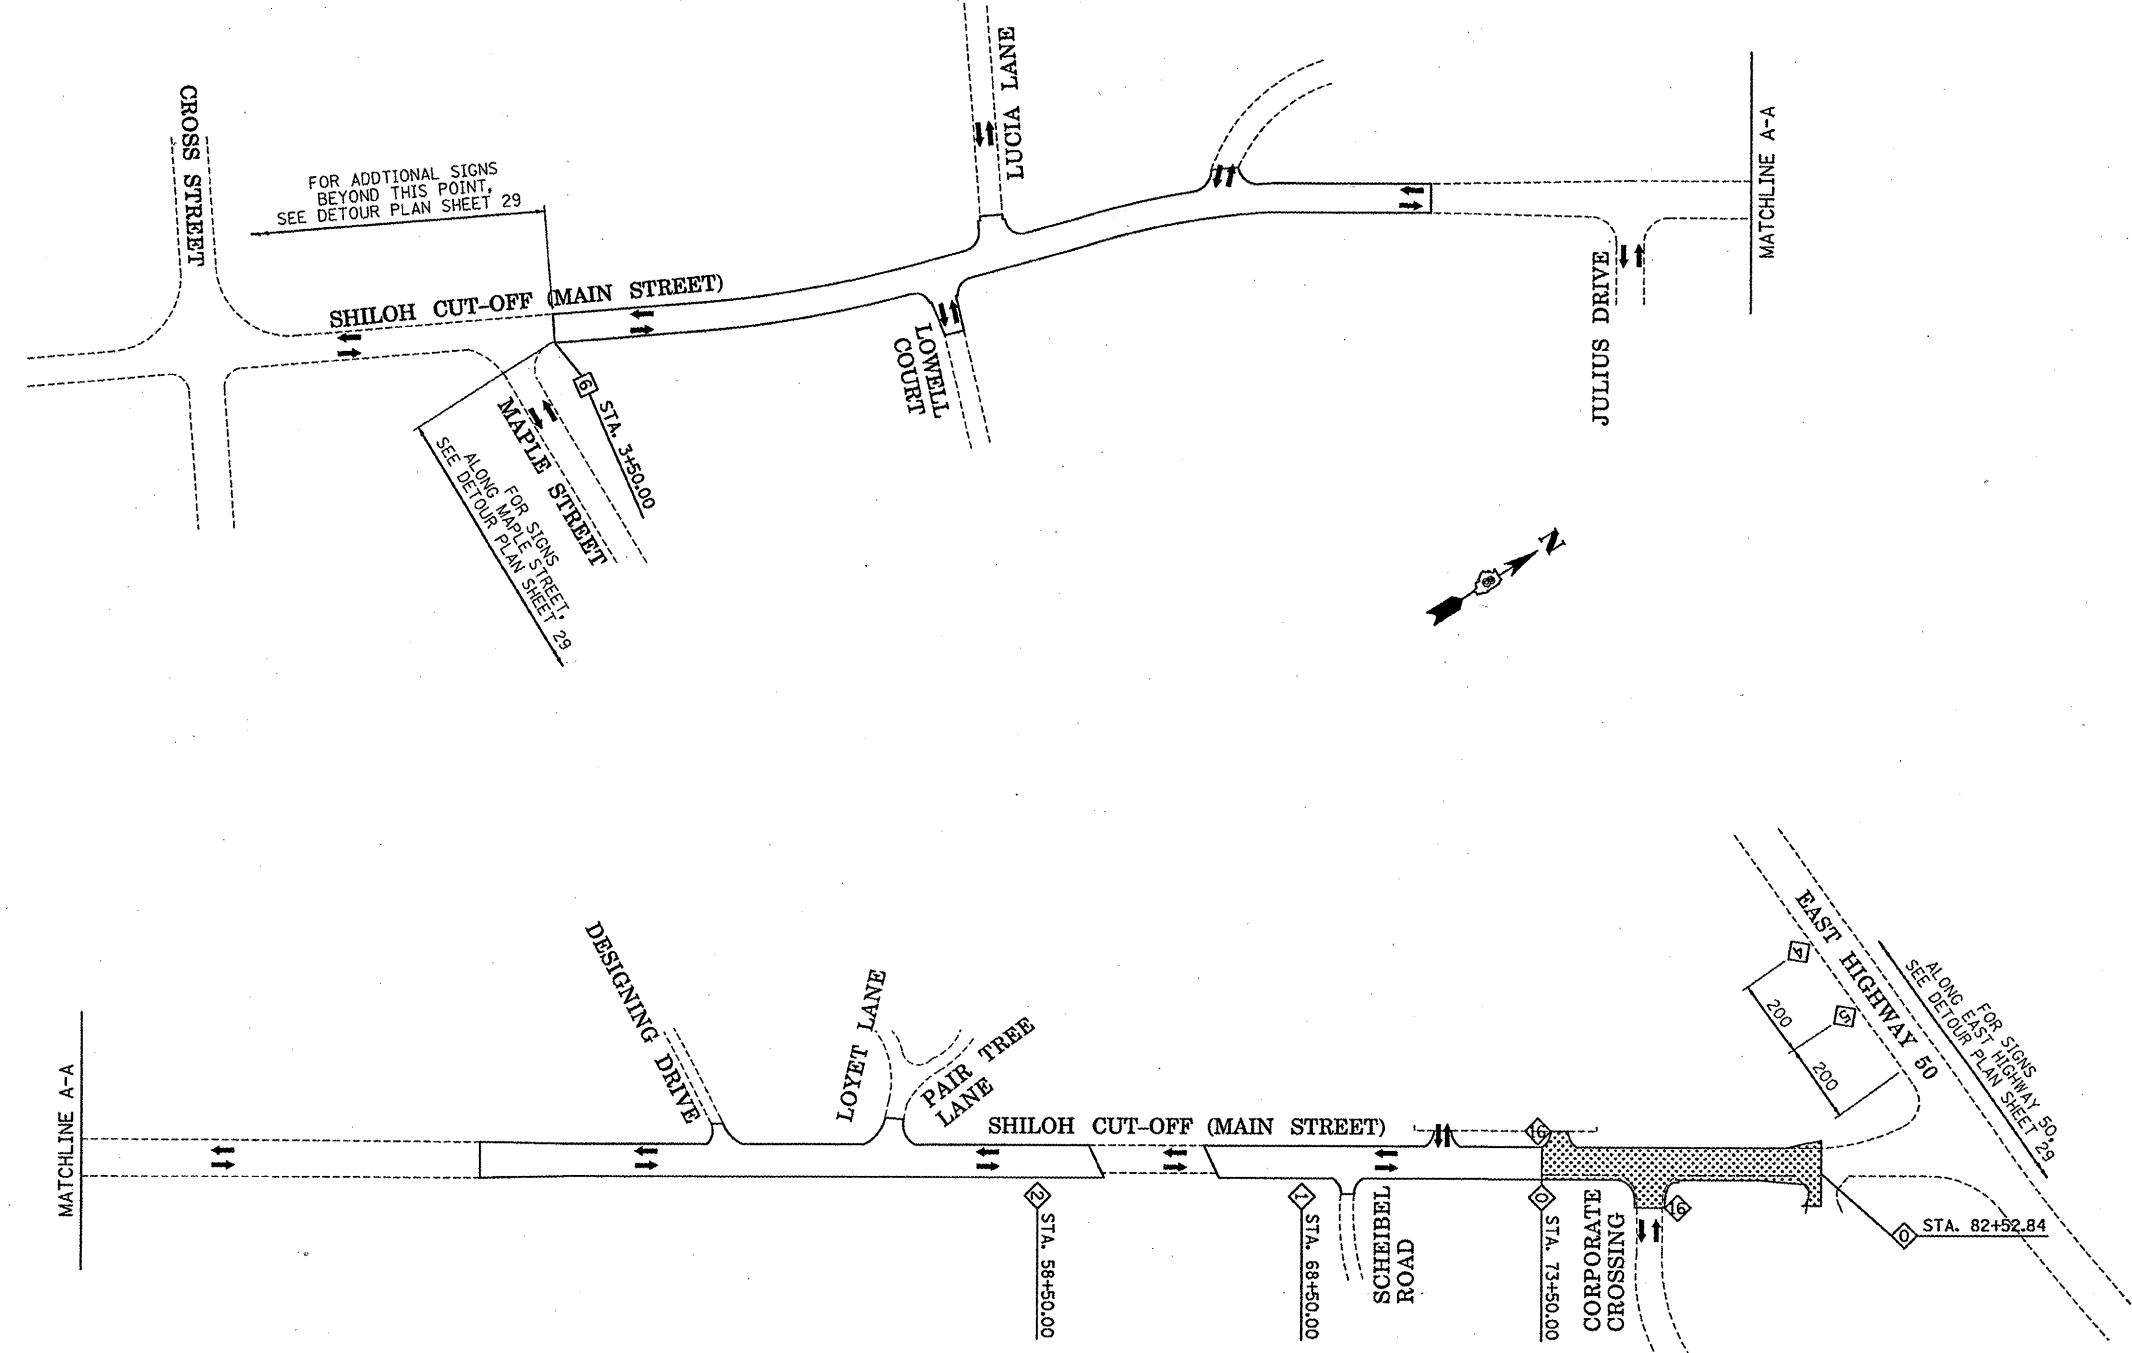 CROSS STREET
FOR ADDTIONAL SIGNS
BEYOND THIS POINT,
SEE DETOUR PLAN SHEET 29
SHILOH CUT-OFF (MAIN STREET)
LUCIA LANE
MATCHLINE A-A
JULIUS DRIVE
LOWELL
COURT
6
STA. 3+50.00
MAPLE STREET
FOR SIGNS
ALONG MAPLE STREET,
SEE DETOUR PLAN SHEET 29
N
MATCHLINE A-A
DESIGNING DRIVE
LOYET LANE
PAIR TREE
LANE
SHILOH CUT-OFF (MAIN STREET)
2
STA. 58+50.00
1
STA. 68+50.00
SCHEIBEL
ROAD
16
0
STA. 73+50.00
CORPORATE
CROSSING
16
0
STA. 82+52.84
EAST HIGHWAY 50
4
5
200
200
FOR SIGNS
ALONG EAST HIGHWAY 50,
SEE DETOUR PLAN SHEET 29